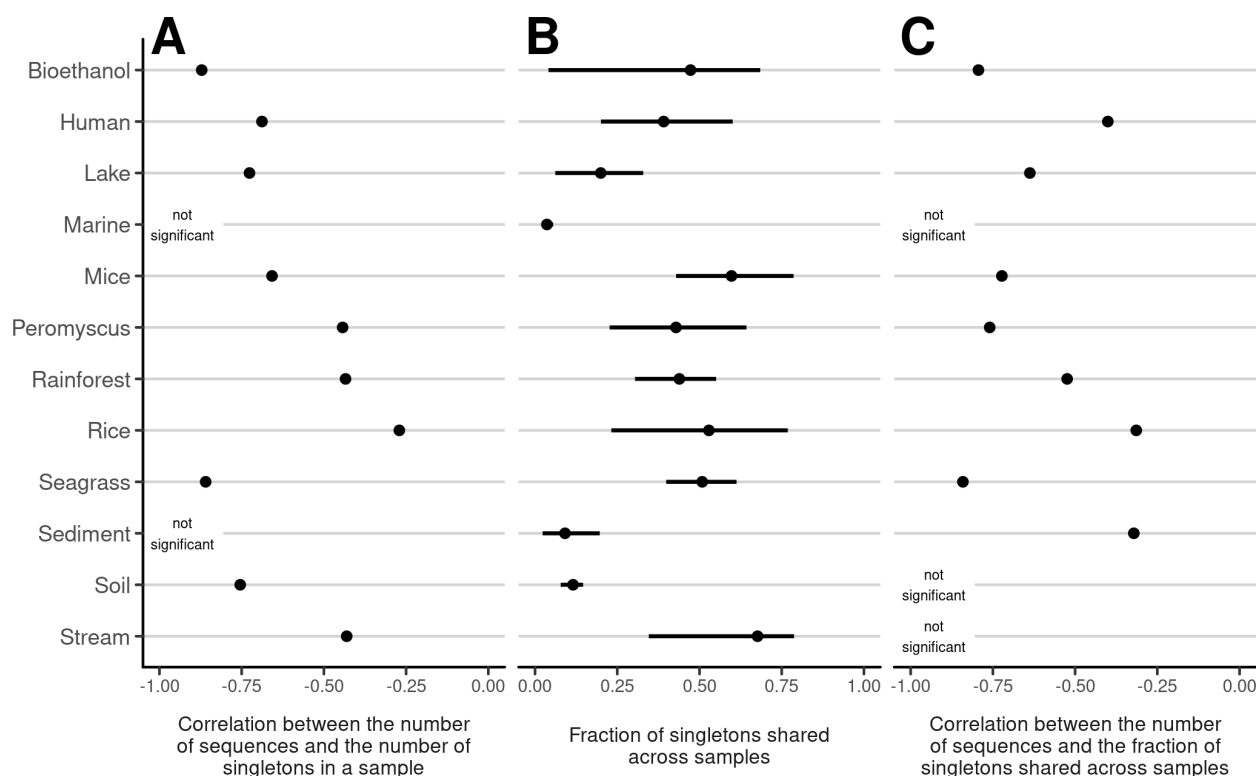 A B C
Bioethanol
Human
Lake
Marine not not
significant significant
Mice
Peromyscus
Rainforest
Rice
Seagrass
Sediment not
significant
Soil not
significant
Stream not
significant
-1.00 -0.75 -0.50 -0.25 0.00 0.00 0.25 0.50 0.75 1.00 -1.00 -0.75 -0.50 -0.25 0.00
Correlation between the number
of sequences and the number of
singletons in a sample
Fraction of singletons shared
across samples
Correlation between the number
of sequences and the fraction of
singletons shared across samples